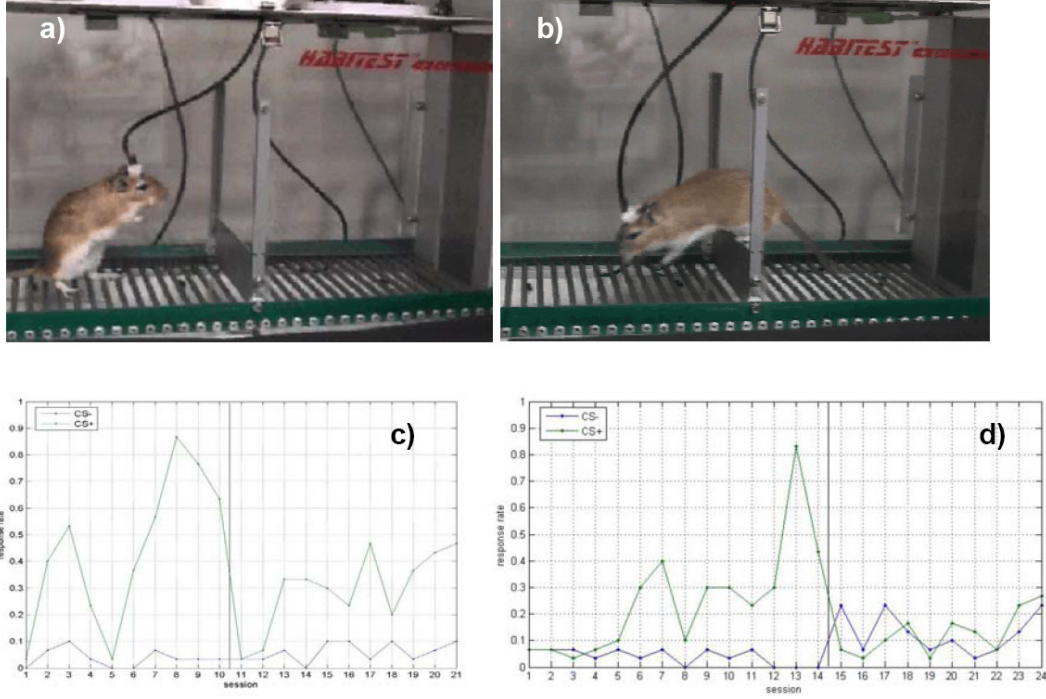 a)
HABITEST
b)
HABITEST
c)
CS-
CS+
response rate
1
0.9
0.8
0.7
0.6
0.5
0.4
0.3
0.2
0.1
0
1 2 3 4 5 6 7 8 9 10 11 12 13 14 15 16 17 18 19 20 21
session
d)
CS-
CS+
response rate
1
0.9
0.8
0.7
0.6
0.5
0.4
0.3
0.2
0.1
0
1 2 3 4 5 6 7 8 9 10 11 12 13 14 15 16 17 18 19 20 21 22 23 24
session